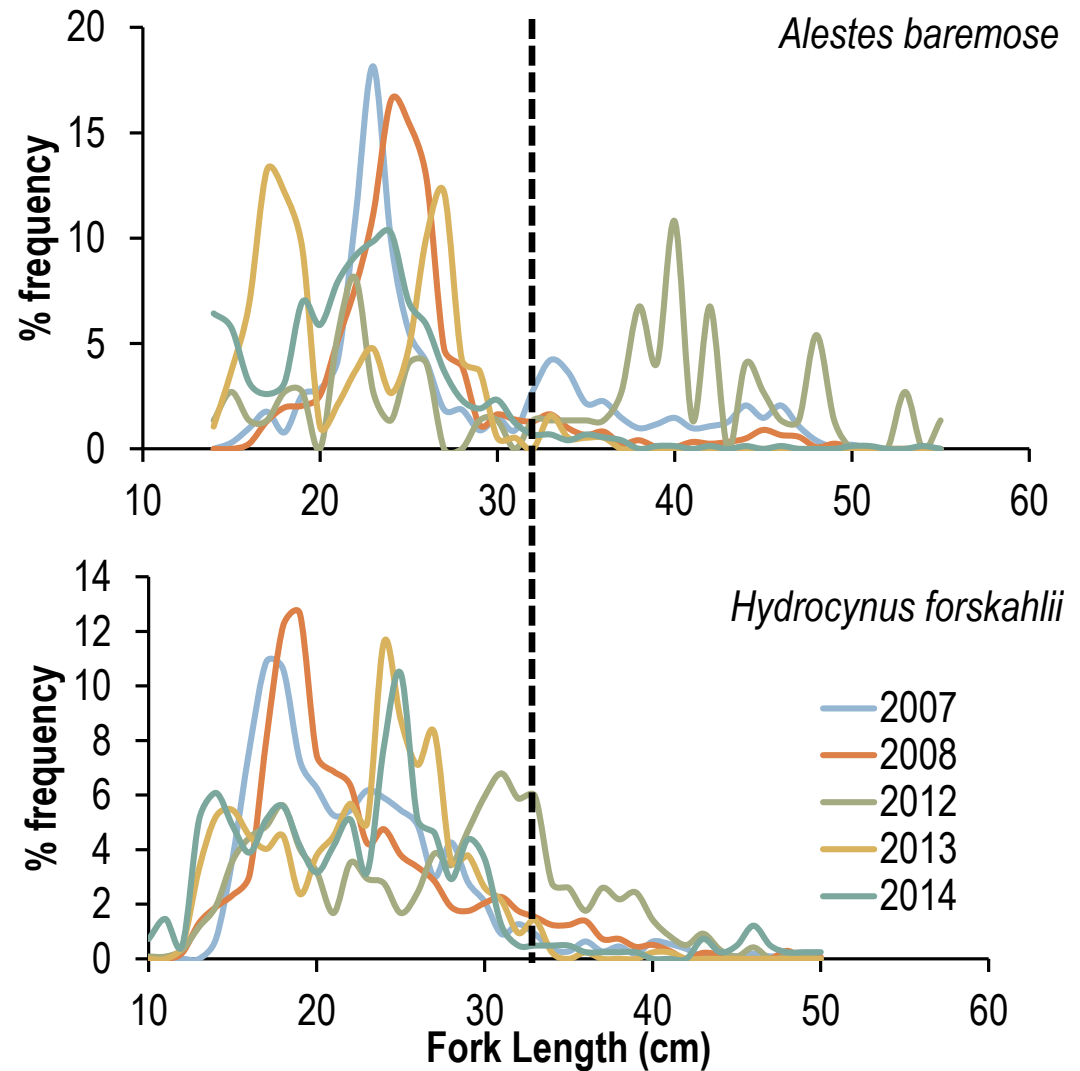 Alestes baremose
% frequency
20
15
10
5
0
10 20 30 40 50 60
Hydrocynus forskahlii
% frequency
14
12
10
8
6
4
2
0
2007
2008
2012
2013
2014
10 20 30 40 50 60
Fork Length (cm)